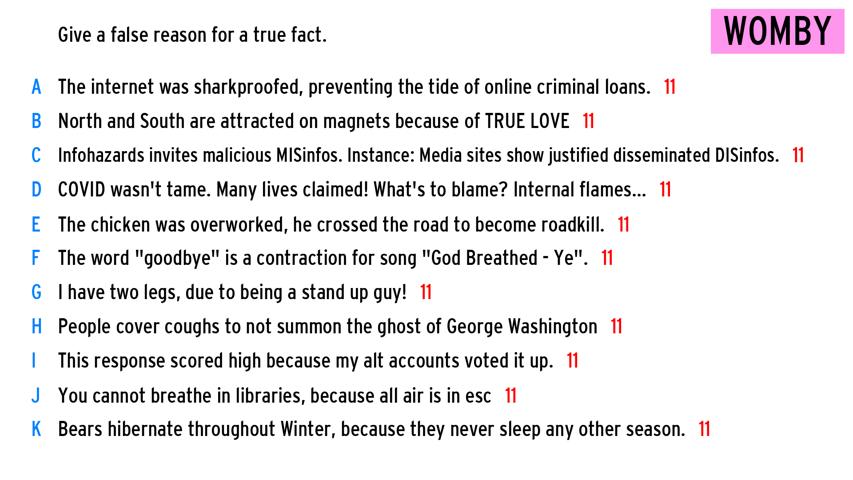 Give a false reason for a true fact.
WOMBY
A The internet was sharkproofed, preventing the tide of online criminal loans. 11
B North and South are attracted on magnets because of TRUE LOVE 11
C Infohazards invites malicious MISinfos. Instance: Media sites show justified disseminated DISinfos. 11
D COVID wasn't tame. Many lives claimed! What's to blame? Internal flames... 11
E The chicken was overworked, he crossed the road to become roadkill. 11
F The word "goodbye" is a contraction for song "God Breathed - Ye". 11
G I have two legs, due to being a stand up guy! 11
H People cover coughs to not summon the ghost of George Washington 11
I This response scored high because my alt accounts voted it up. 11
J You cannot breathe in libraries, because all air is in esc 11
K Bears hibernate throughout Winter, because they never sleep any other season. 11